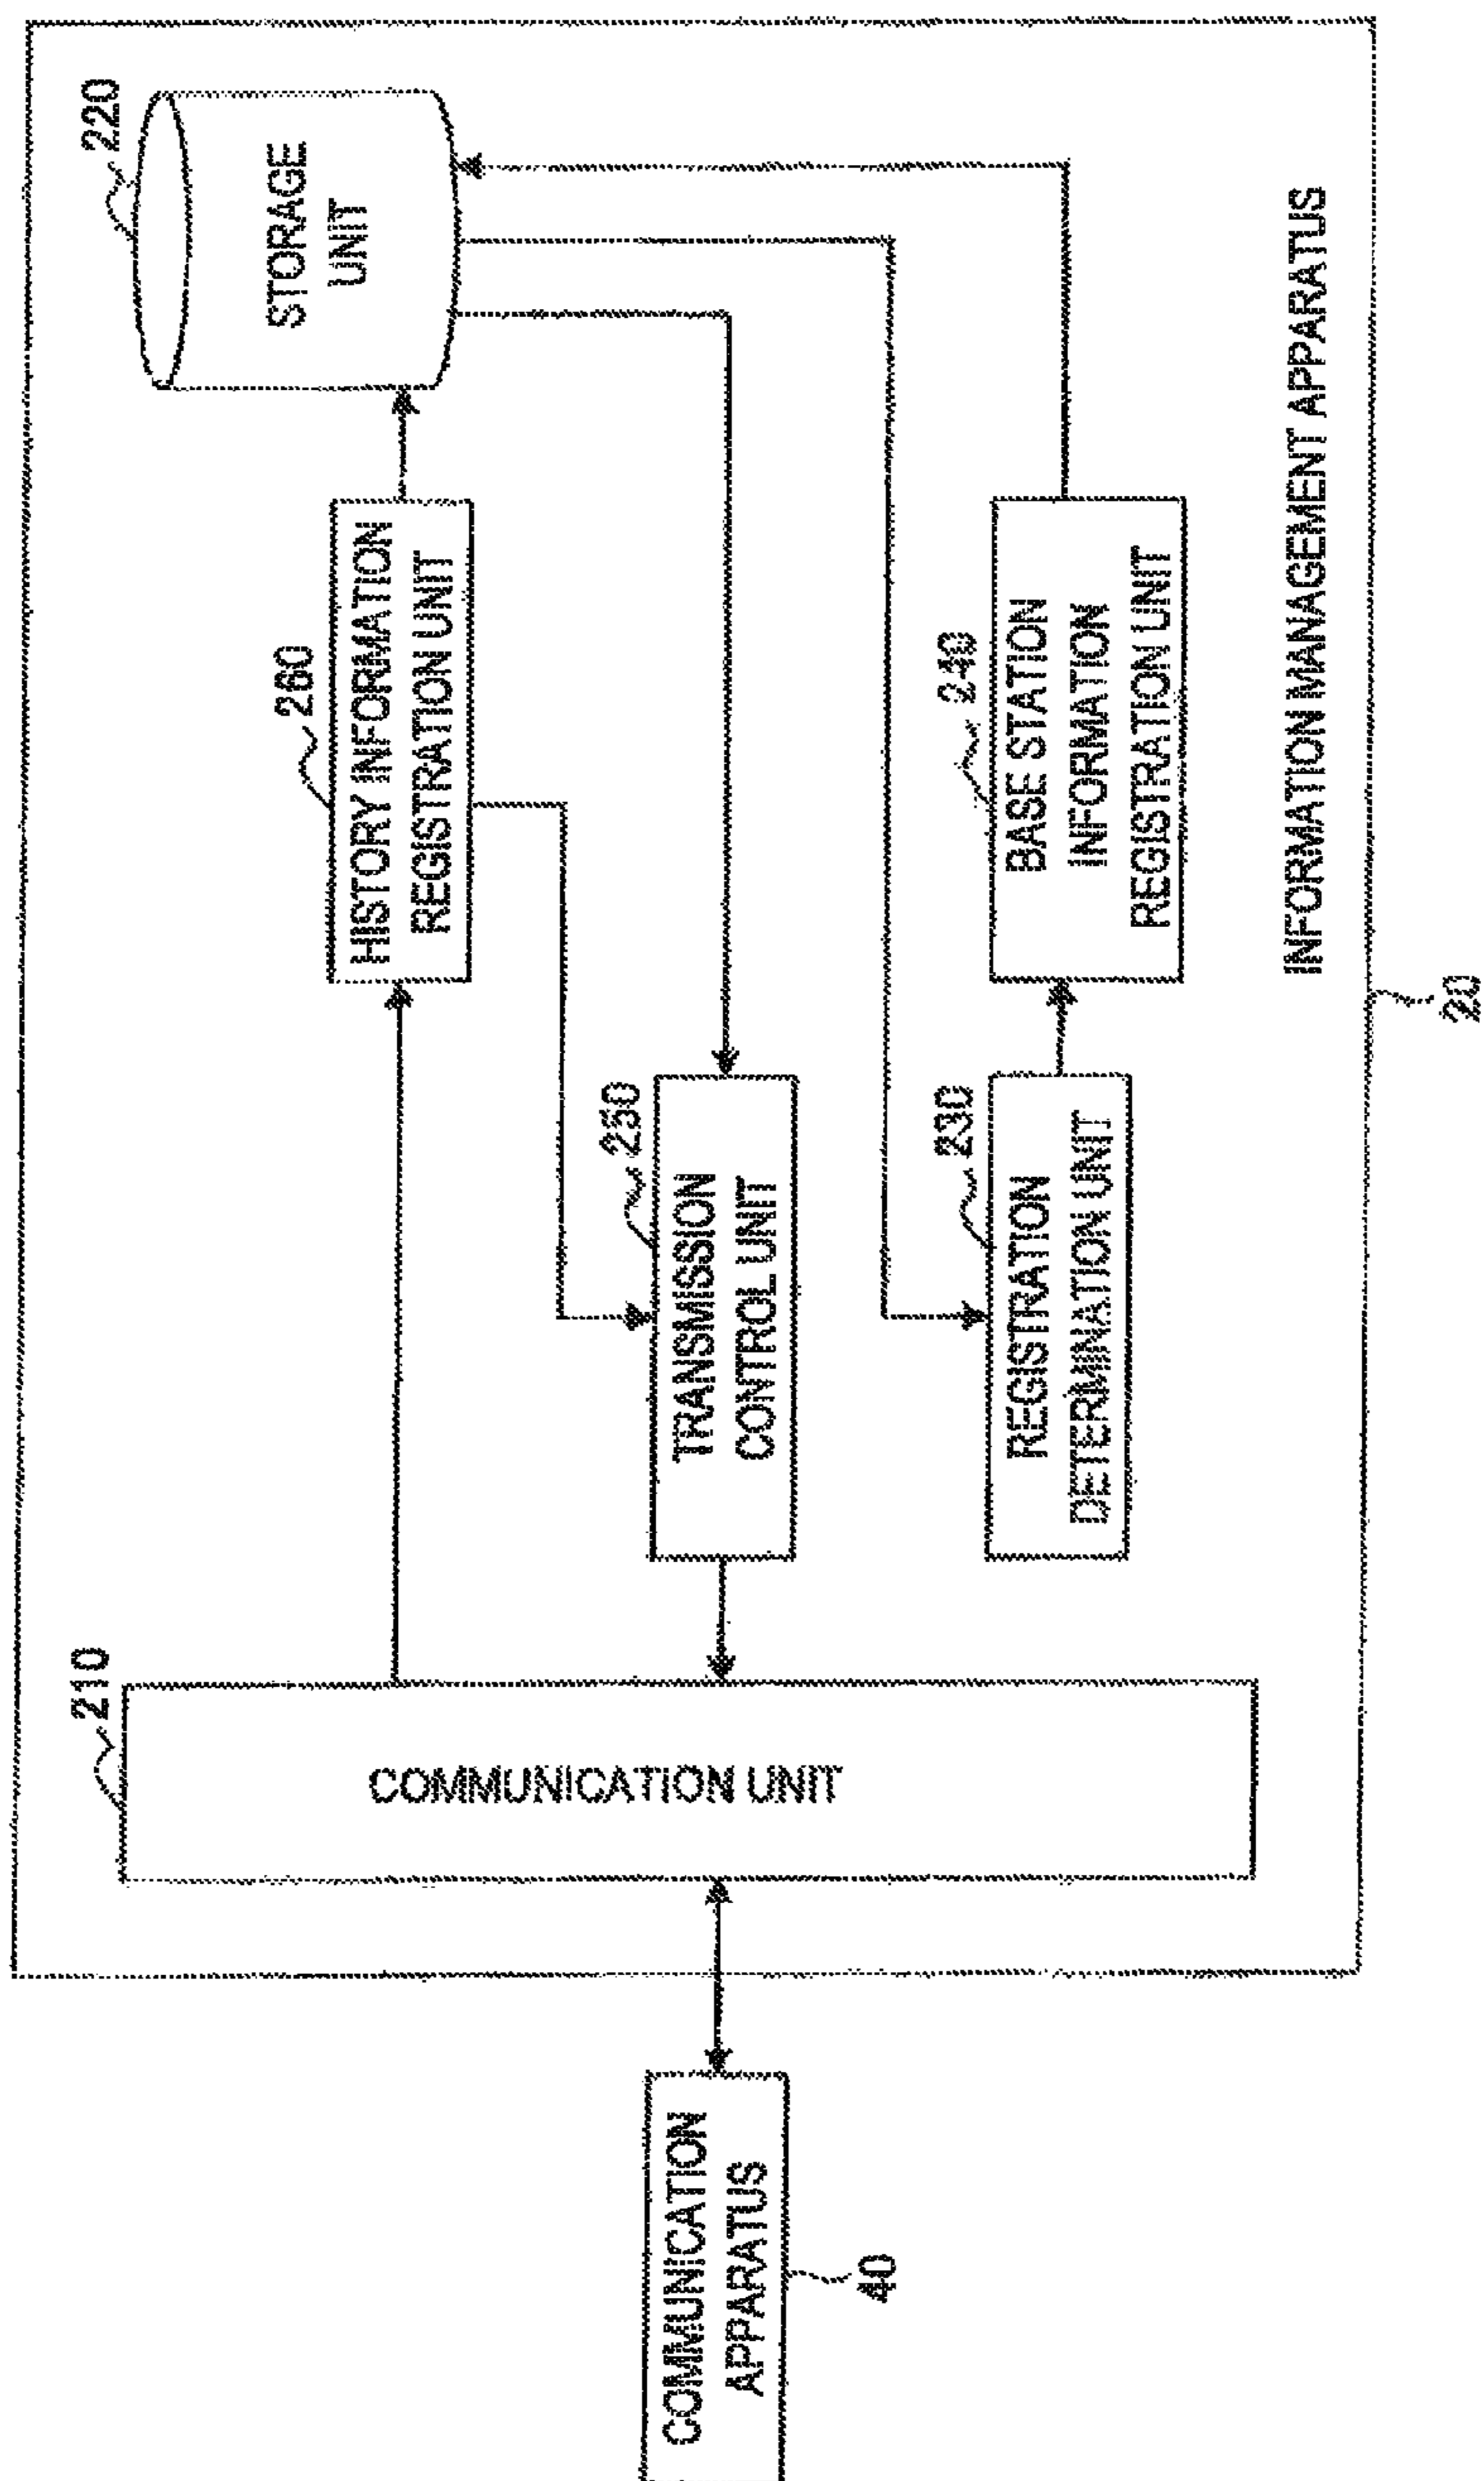 210
COMMUNICATION UNIT
220
STORAGE
UNIT
260
HISTORY INFORMATION
REGISTRATION UNIT
250
TRANSMISSION
CONTROL UNIT
230
REGISTRATION
DETERMINATION UNIT
240
BASE STATION
INFORMATION
REGISTRATION UNIT
INFORMATION MANAGEMENT APPARATUS
20
COMMUNICATION
APPARATUS
40